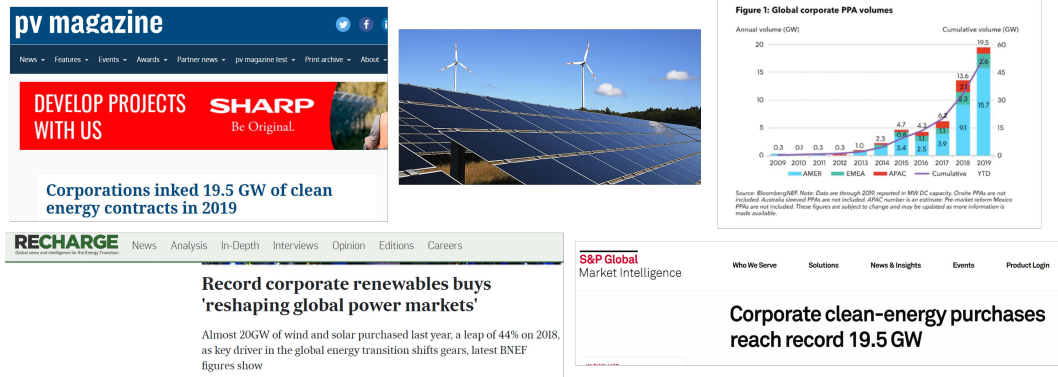 pv magazine
News Features Events Awards Partner news pv magazine test Print archive About
DEVELOP PROJECTS
WITH US
SHARP
Be Original.
Corporations inked 19.5 GW of clean
energy contracts in 2019
Figure 1: Global corporate PPA volumes
Annual volume (GW) Cumulative volume (GW)
20 19.5 60
2.6
15 13.6 45
3.1
10 2.3 30
15.7
6.2
5 4.7 4.3 9.1 15
0.8 1.1 1.1
0.3 0.1 0.3 0.3 1.0 2.3 3.4 2.5 3.9
0 0
2009 2010 2011 2012 2013 2014 2015 2016 2017 2018 2019
AMER EMEA APAC Cumulative YTD
Source: BloombergNEF. Note: Data are through 2019, reported in MW DC capacity. Onsite PPAs are not
included. Australia sleeved PPAs are not included. APAC number is an estimate. Pre-market reform Mexico
PPAs are not included. These figures are subject to change and may be updated as more information is
made available.
RECHARGE
Global news and intelligence for the Energy Transition
News Analysis In-Depth Interviews Opinion Editions Careers
Record corporate renewables buys
'reshaping global power markets'
Almost 20GW of wind and solar purchased last year, a leap of 44% on 2018,
as key driver in the global energy transition shifts gears, latest BNEF
figures show
S&P Global
Market Intelligence
Who We Serve Solutions News & Insights Events Product Login
Corporate clean-energy purchases
reach record 19.5 GW